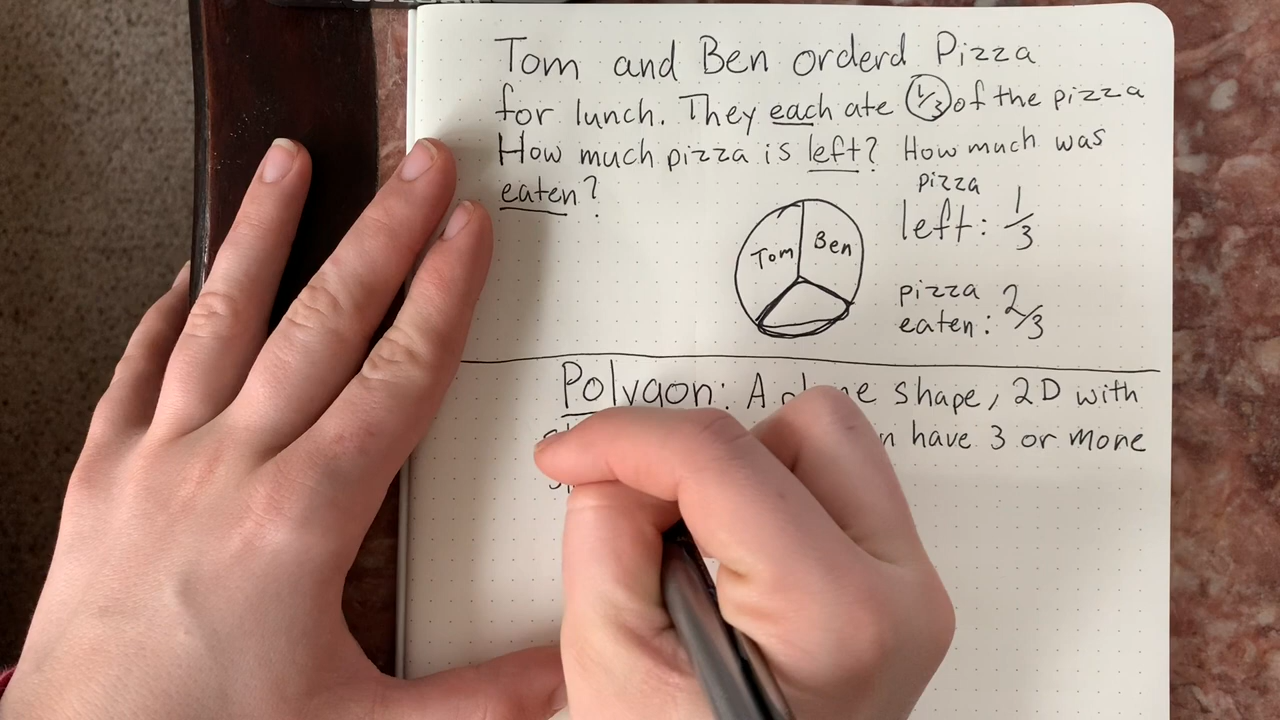 Tom and Ben orderd Pizza
for lunch. They each ate 1/3 of the pizza
How much pizza is left? How much was
eaten?
pizza
left: 1/3
Tom Ben
pizza
eaten: 2/3
Polygon: A shape, 2D with
have 3 or more